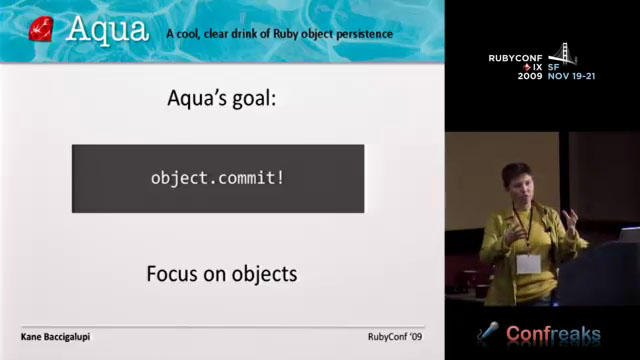 Aqua
A cool, clear drink of Ruby object persistence
Aqua's goal:
object.commit!
Focus on objects
Kane Baccigalupi
RubyConf '09
RUBYCONF
IX SF
2009 NOV 19-21
Confreaks